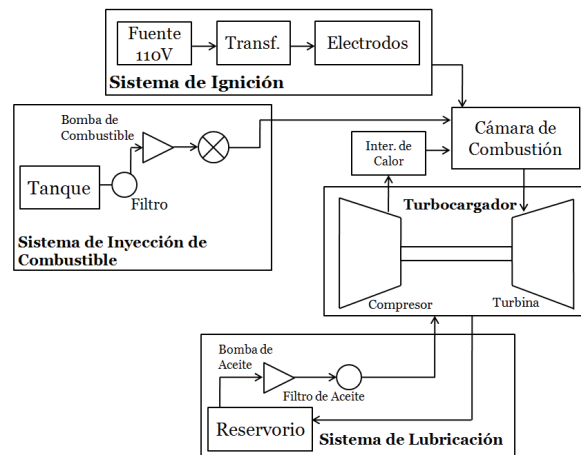 Fuente
110V
Transf.
Electrodos
Sistema de Ignición
Bomba de
Combustible
Tanque
Filtro
Sistema de Inyección de
Combustible
Inter. de
Calor
Cámara de
Combustión
Turbocargador
Compresor
Turbina
Bomba de
Aceite
Filtro de Aceite
Reservorio
Sistema de Lubricación